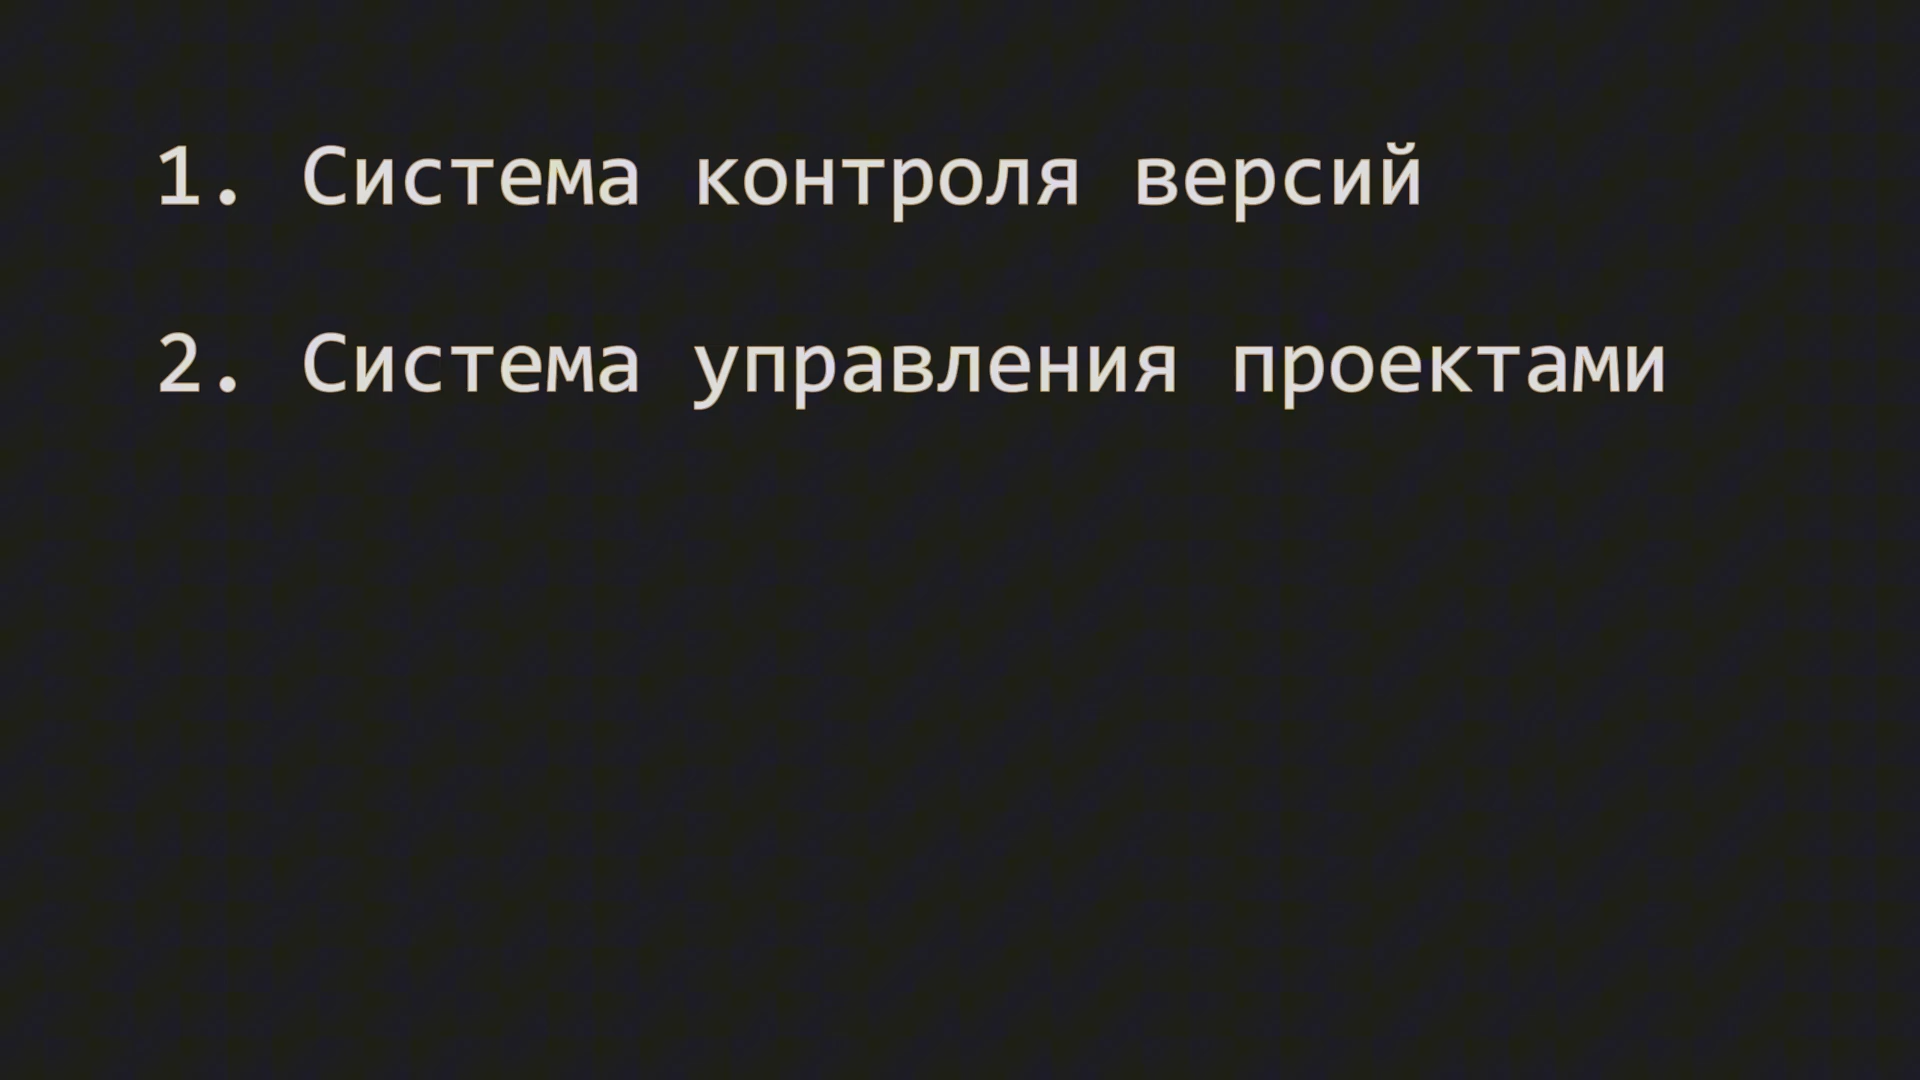 1. Система контроля версий
2. Система управления проектами